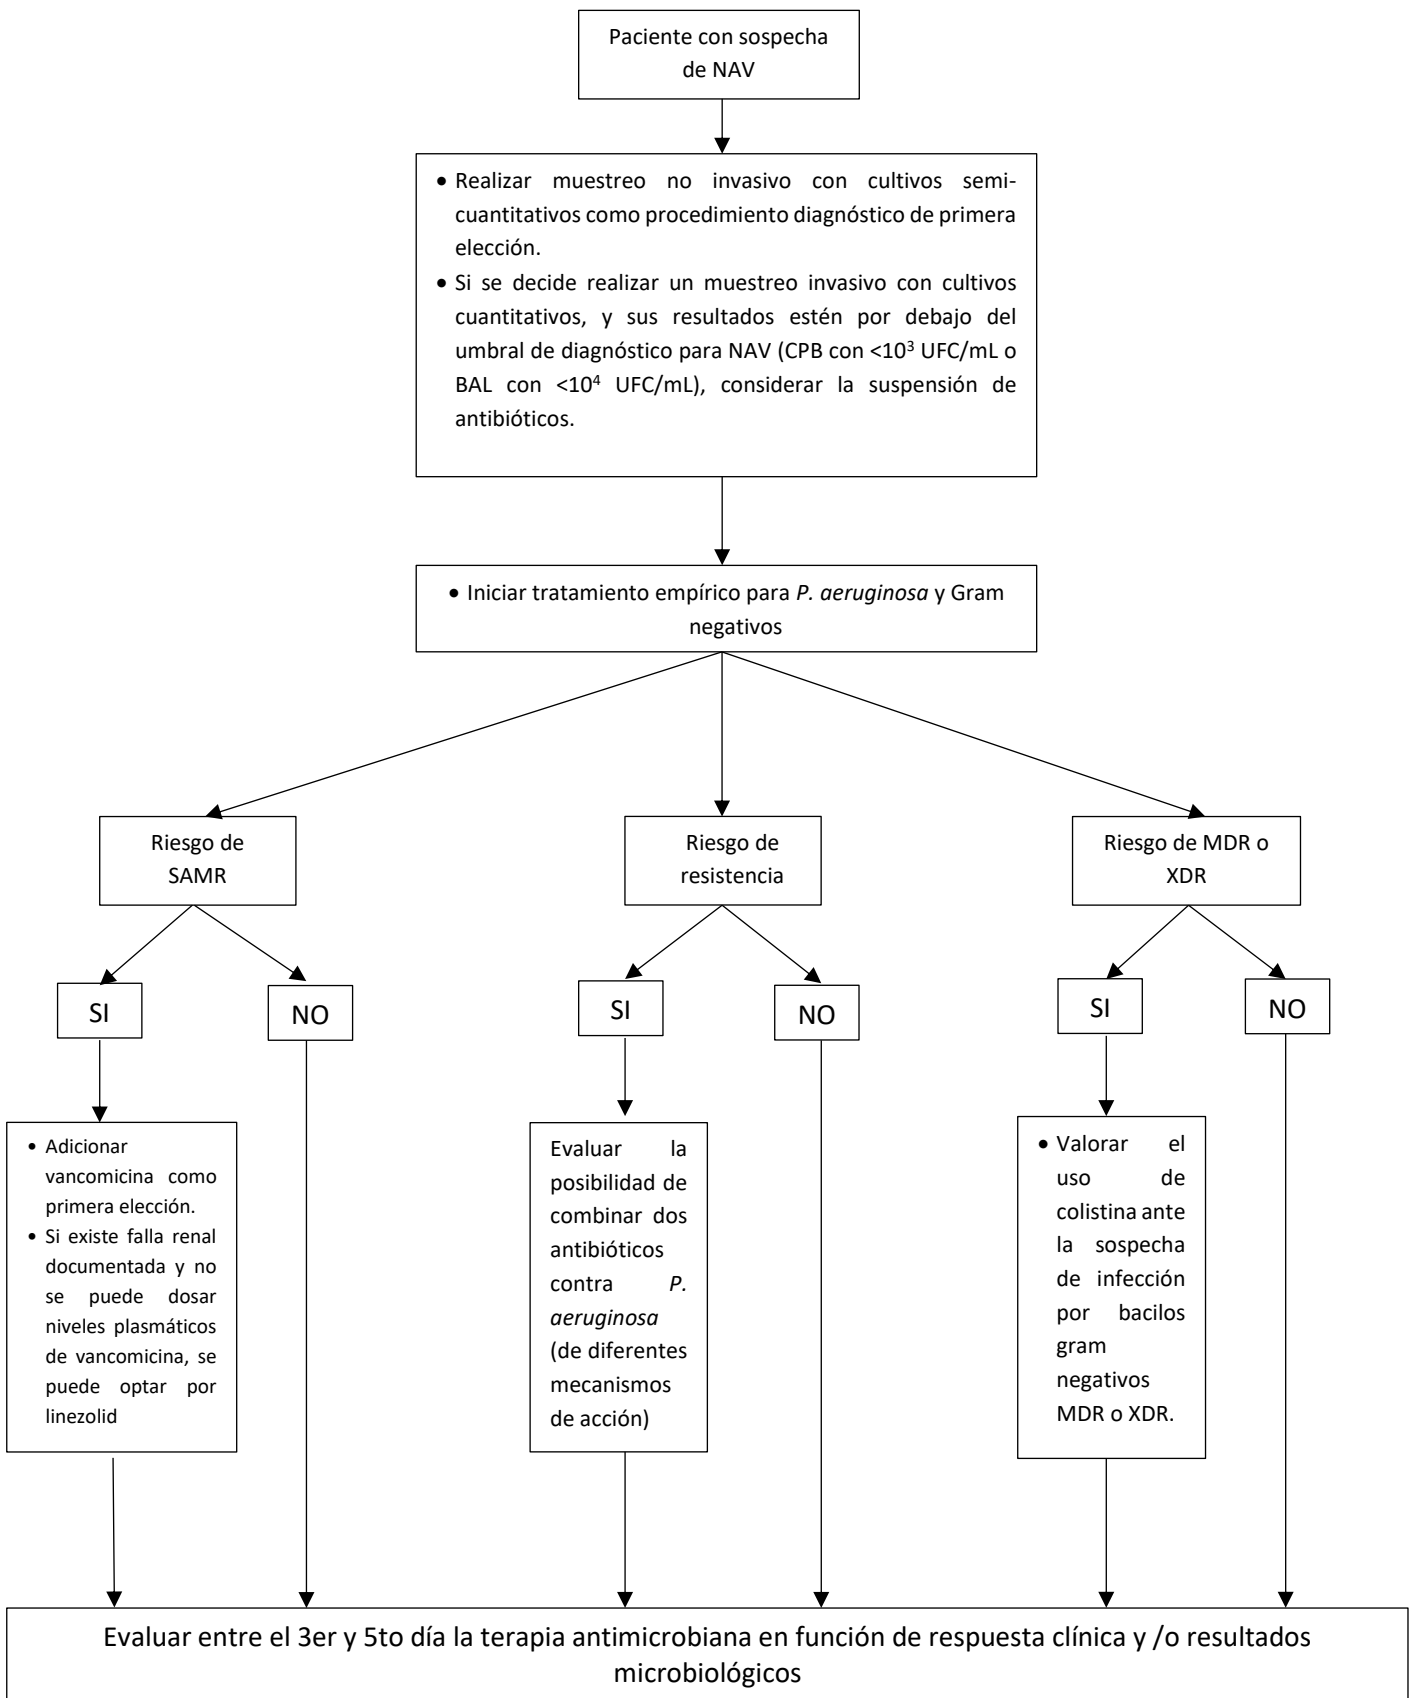 Paciente con sospecha
de NAV
• Realizar muestreo no invasivo con cultivos semi-
cuantitativos como procedimiento diagnóstico de primera
elección.
• Si se decide realizar un muestreo invasivo con cultivos
cuantitativos, y sus resultados estén por debajo del
umbral de diagnóstico para NAV (CPB con <10³ UFC/mL o
BAL con <10⁴ UFC/mL), considerar la suspensión de
antibióticos.
• Iniciar tratamiento empírico para P. aeruginosa y Gram
negativos
Riesgo de
SAMR
Riesgo de
resistencia
Riesgo de MDR o
XDR
SI
NO
SI
NO
SI
NO
• Adicionar
vancomicina como
primera elección.
• Si existe falla renal
documentada y no
se puede dosar
niveles plasmáticos
de vancomicina, se
puede optar por
linezolid
Evaluar la
posibilidad de
combinar dos
antibióticos
contra P.
aeruginosa
(de diferentes
mecanismos
de acción)
• Valorar el
uso de
colistina ante
la sospecha
de infección
por bacilos
gram
negativos
MDR o XDR.
Evaluar entre el 3er y 5to día la terapia antimicrobiana en función de respuesta clínica y /o resultados
microbiológicos